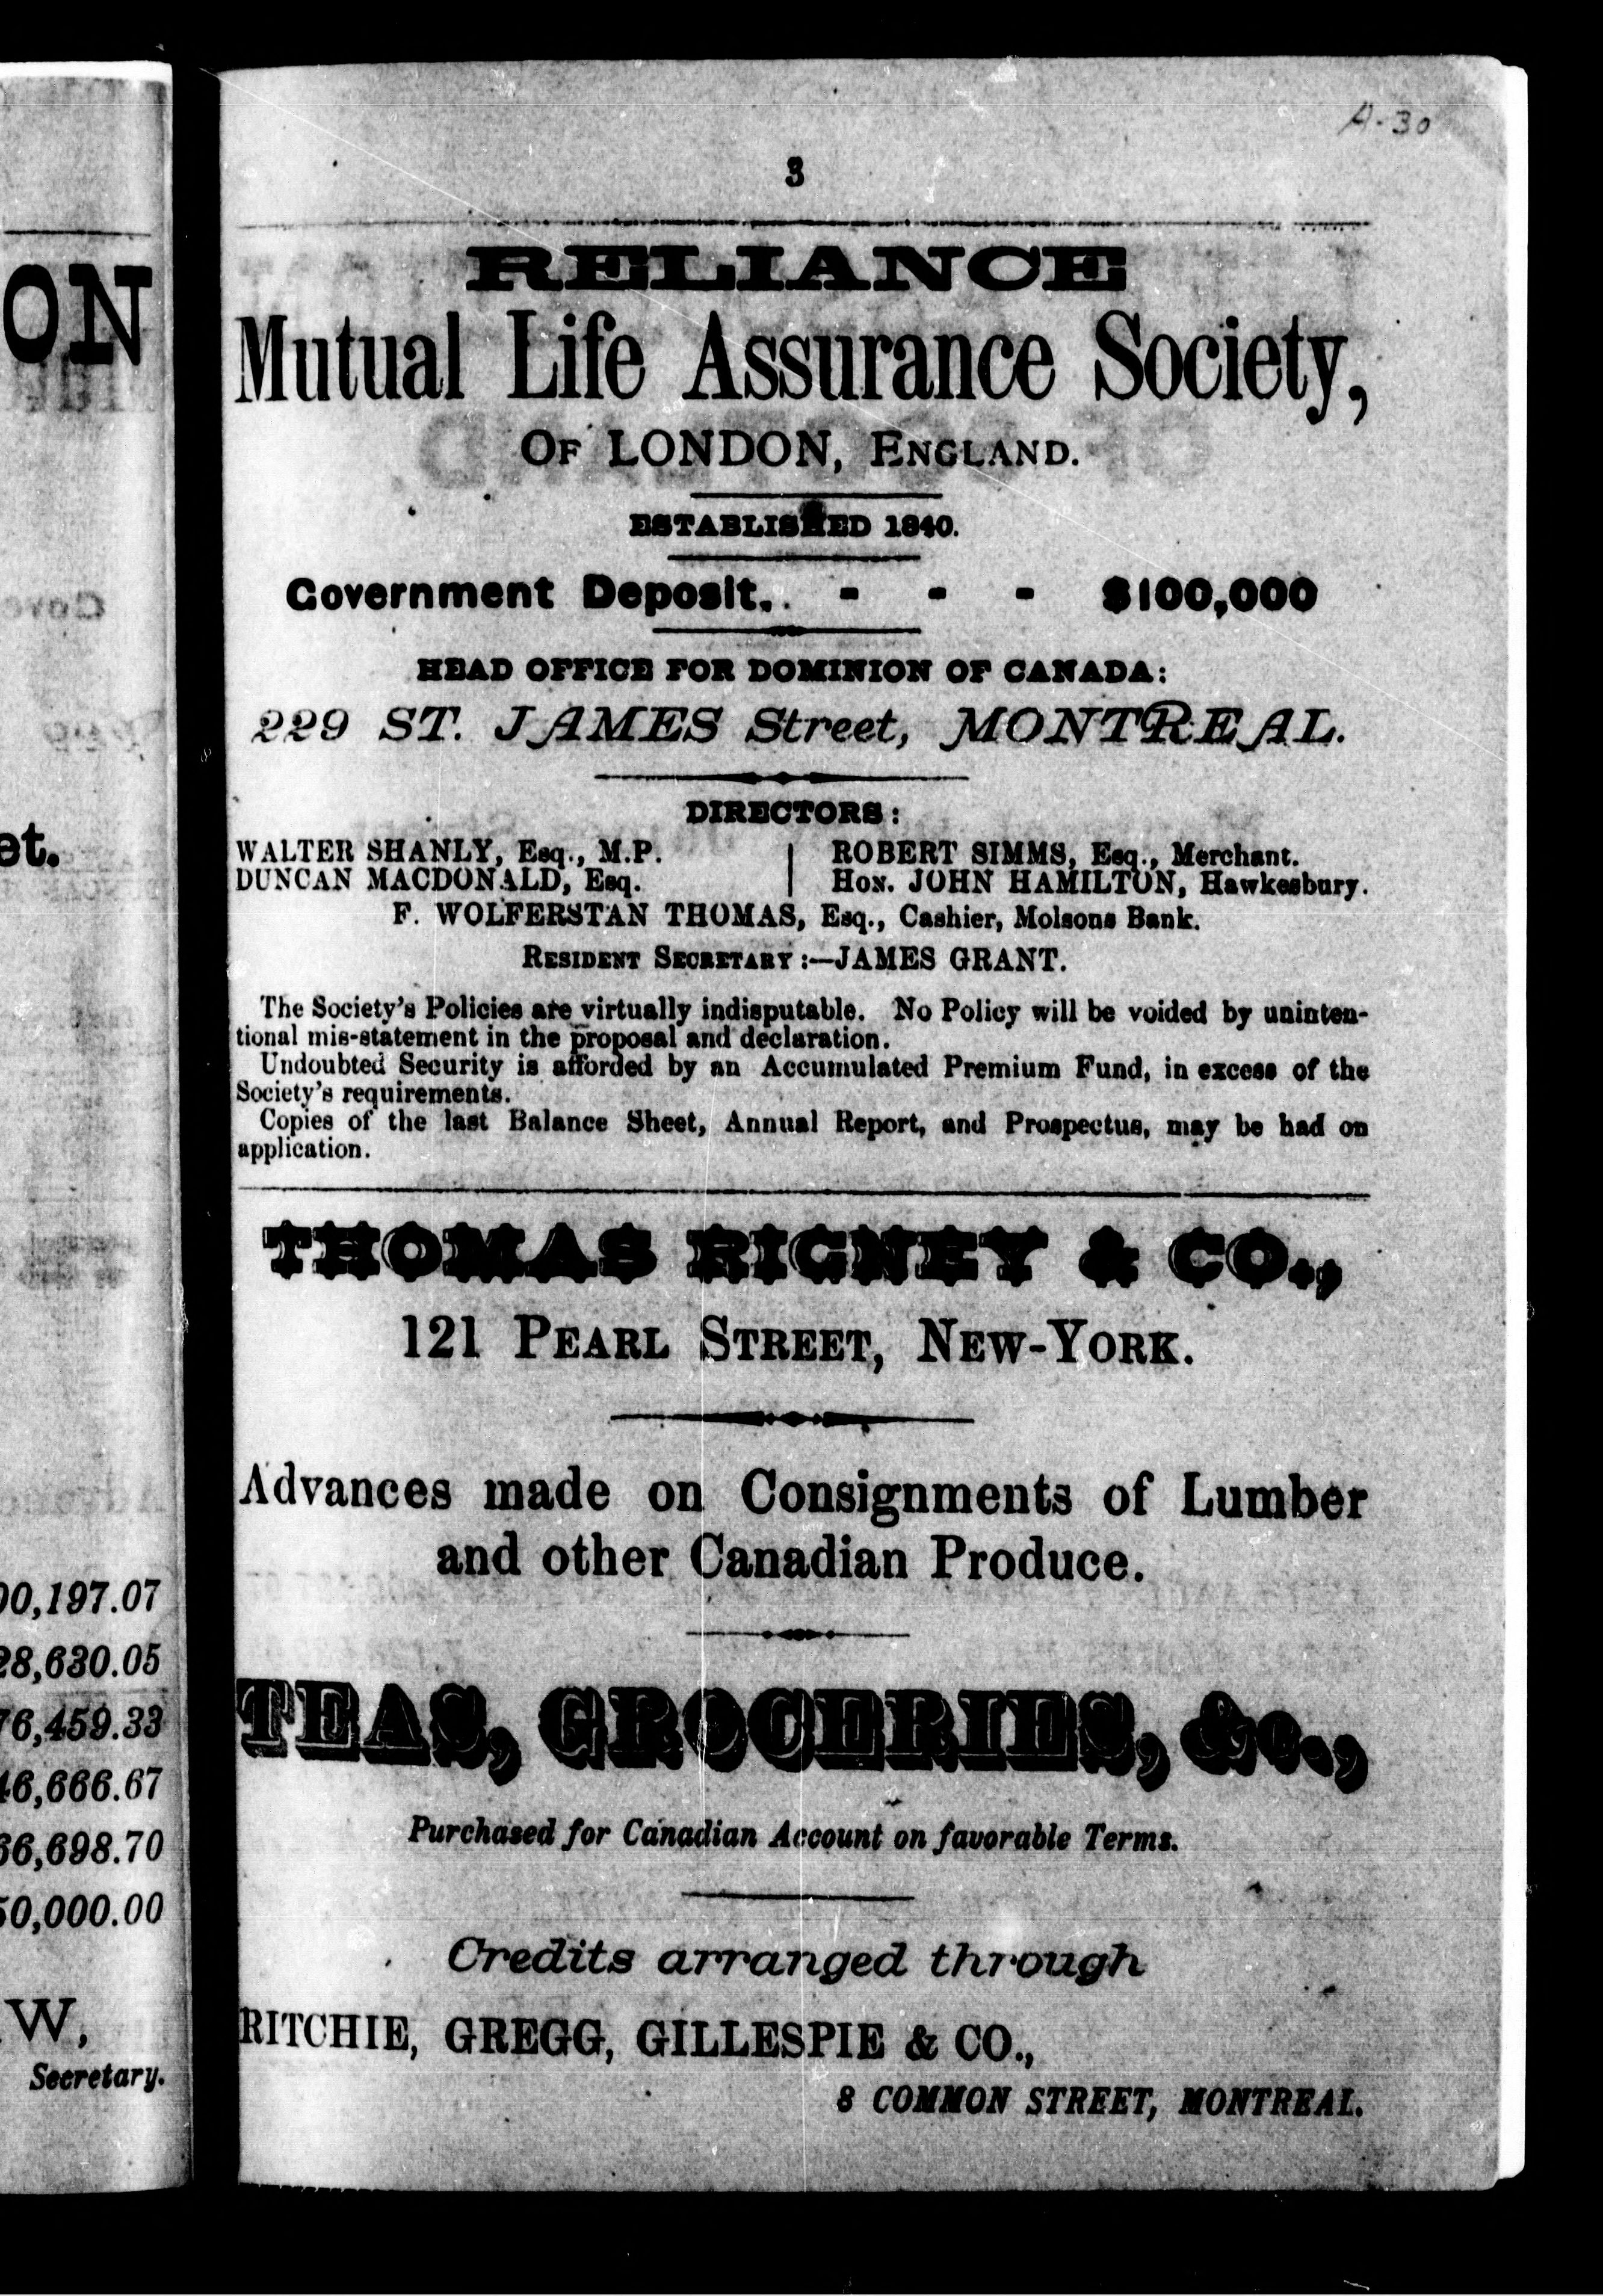 A-30
3
RELIANCE
Mutual Life Assurance Society,
OF LONDON, ENGLAND.
ESTABLISHED 1840.
Government Deposit. - - - $100,000
HEAD OFFICE FOR DOMINION OF CANADA:
229 ST. JAMES Street, MONTREAL.
DIRECTORS:
WALTER SHANLY, Esq., M.P. | ROBERT SIMMS, Esq., Merchant.
DUNCAN MACDONALD, Esq. | HON. JOHN HAMILTON, Hawkesbury.
F. WOLFERSTAN THOMAS, Esq., Cashier, Molsons Bank.
RESIDENT SECRETARY:—JAMES GRANT.
The Society's Policies are virtually indisputable. No Policy will be voided by uninten-
tional mis-statement in the proposal and declaration.
Undoubted Security is afforded by an Accumulated Premium Fund, in excess of the
Society's requirements.
Copies of the last Balance Sheet, Annual Report, and Prospectus, may be had on
application.
THOMAS RIGNEY & CO.,
121 PEARL STREET, NEW-YORK.
Advances made on Consignments of Lumber
and other Canadian Produce.
TEAS, GROCERIES, &c.,
Purchased for Canadian Account on favorable Terms.
Credits arranged through
RITCHIE, GREGG, GILLESPIE & CO.,
8 COMMON STREET, MONTREAL.
ON
et.
00,197.07
28,630.05
76,459.33
46,666.67
66,698.70
50,000.00
W,
Secretary.